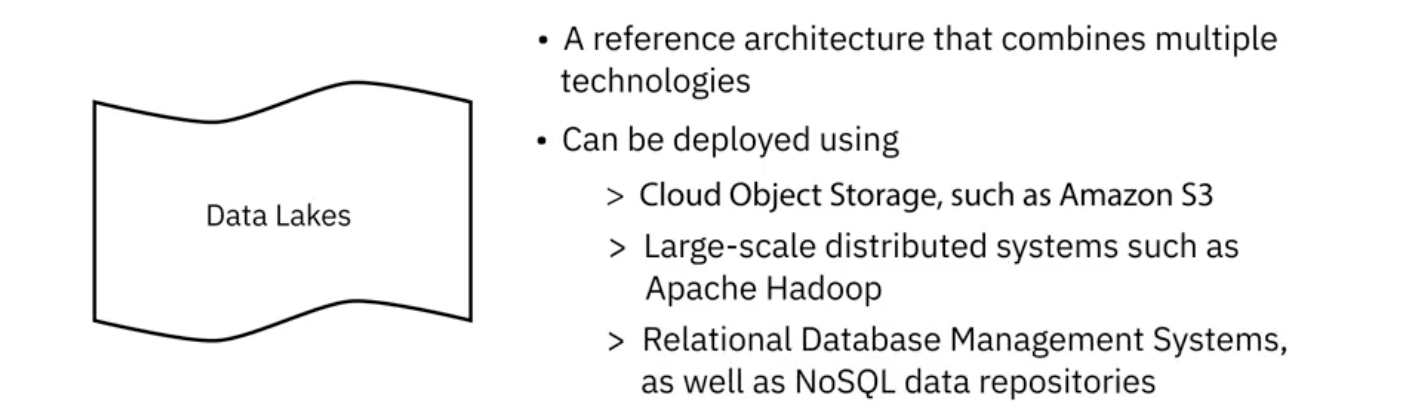 Data Lakes
• A reference architecture that combines multiple
technologies
• Can be deployed using
> Cloud Object Storage, such as Amazon S3
> Large-scale distributed systems such as
Apache Hadoop
> Relational Database Management Systems,
as well as NoSQL data repositories